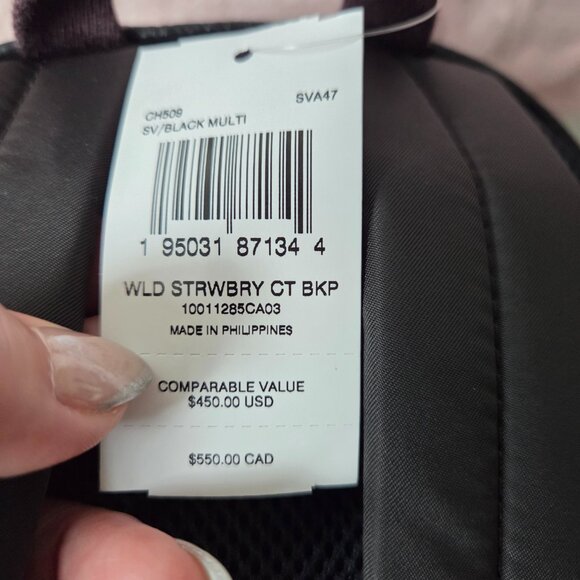 CH509 SVA47
SV/BLACK MULTI
1 95031 87134 4
WLD STRWBRY CT BKP
10011285CA03
MADE IN PHILIPPINES
COMPARABLE VALUE
$450.00 USD
$550.00 CAD